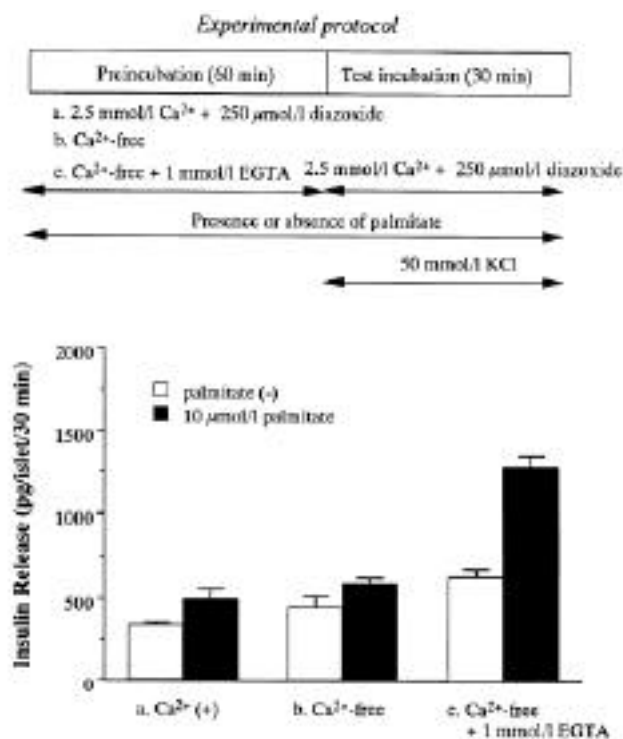 Experimental protocol
Preincubation (60 min)
Test incubation (30 min)
a. 2.5 mmol/l Ca²⁺ + 250 μmol/l diazoxide
b. Ca²⁺-free
c. Ca²⁺-free + 1 mmol/l EGTA
2.5 mmol/l Ca²⁺ + 250 μmol/l diazoxide
Presence or absence of palmitate
50 mmol/l KCl
Insulin Release (pg/islet/30 min)
2000
1500
1000
500
0
palmitate (-)
10 μmol/l palmitate
a. Ca²⁺ (+)
b. Ca²⁺-free
c. Ca²⁺-free
+ 1 mmol/l EGTA